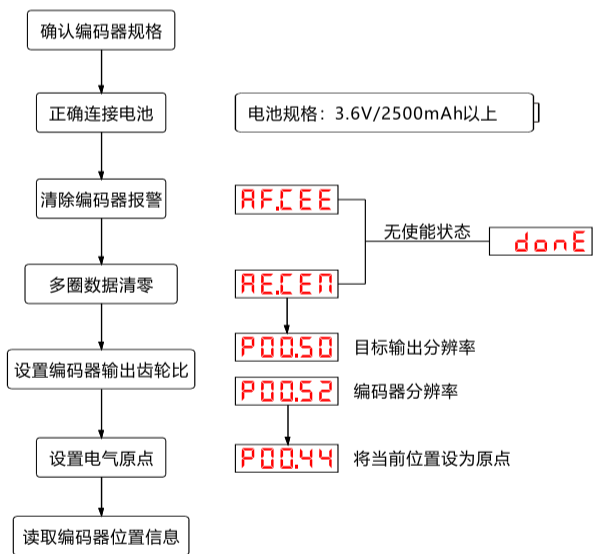 确认编码器规格
正确连接电池
电池规格：3.6V/2500mAh以上
清除编码器报警
AF.CEE
无使能状态
donE
多圈数据清零
AE.CEM
设置编码器输出齿轮比
P00.50 目标输出分辨率
P00.52 编码器分辨率
设置电气原点
P00.44 将当前位置设为原点
读取编码器位置信息